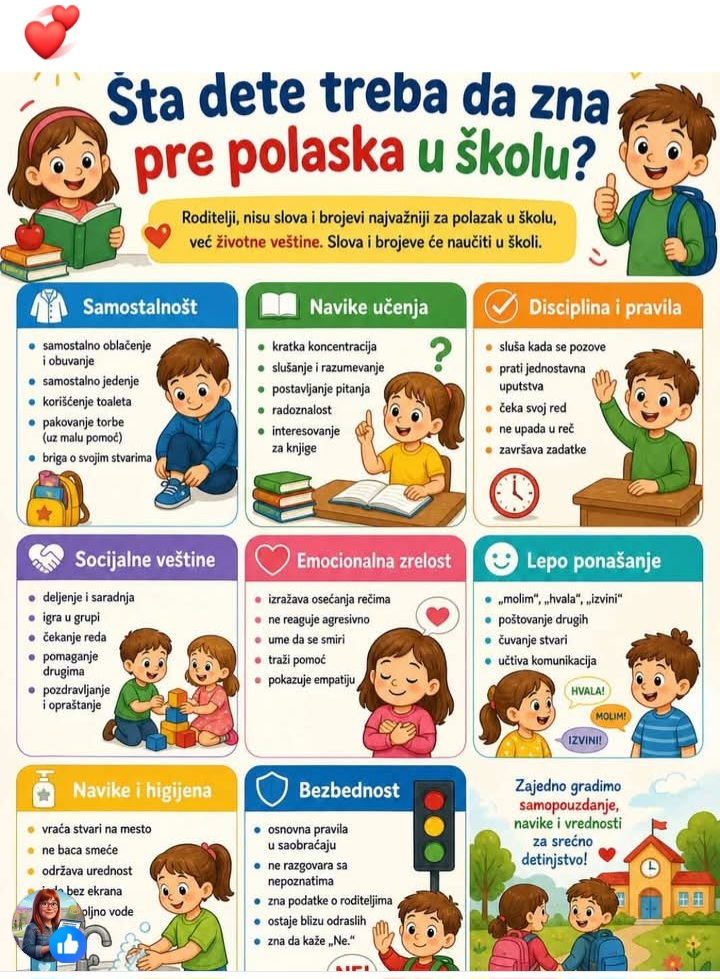 Šta dete treba da zna
pre polaska u školu?
Roditelji, nisu slova i brojevi najvažniji za polazak u školu,
već životne veštine. Slova i brojeve će naučiti u školi.
Samostalnošt
samostalno oblačenje
i obuvanje
samostalno jedenje
korišćenje toaleta
pakovanje torbe
(uz malu pomoć)
briga o svojim stvarima
Navike učenja
kratka koncentracija
slušanje i razumevanje
postavljanje pitanja
radoznalost
interesovanje
za knjige
?
Disciplina i pravila
sluša kada se pozove
prati jednostavna
uputstva
čeka svoj red
ne upada u reč
završava zadatke
Socijalne veštine
deljenje i saradnja
igra u grupi
čekanje reda
pomaganje
drugima
pozdravljanje
i opraštanje
Emocionalna zrelost
izražava osećanja rečima
ne reaguje agresivno
ume da se smiri
traži pomoć
pokazuje empatiju
Lepo ponašanje
„molim“, „hvala“, „izvini“
poštovanje drugih
čuvanje stvari
učtiva komunikacija
HVALA!
MOLIM!
IZVINI!
Navike i higijena
vraća stvari na mesto
ne baca smeće
održava urednost
bez ekrana
vode
Bezbednost
osnovna pravila
u saobraćaju
ne razgovara sa
nepoznatima
zna podatke o roditeljima
ostaje blizu odraslih
zna da kaže „Ne.“
NE!
Zajedno gradimo
samopouzdanje,
navike i vrednosti
za srećno
detinjstvo!